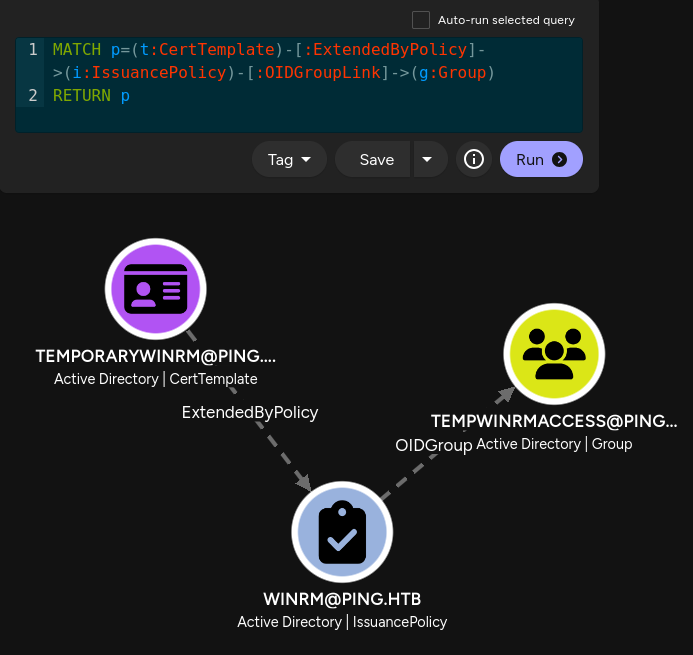 Auto-run selected query
1 MATCH p=(t:CertTemplate)-[:ExtendedByPolicy]-
>(i:IssuancePolicy)-[:OIDGroupLink]->(g:Group)
2 RETURN p
Tag Save Run
TEMPORARYWINRM@PING....
Active Directory | CertTemplate
ExtendedByPolicy
TEMPWINRMACCESS@PING...
OIDGroup Active Directory | Group
WINRM@PING.HTB
Active Directory | IssuancePolicy